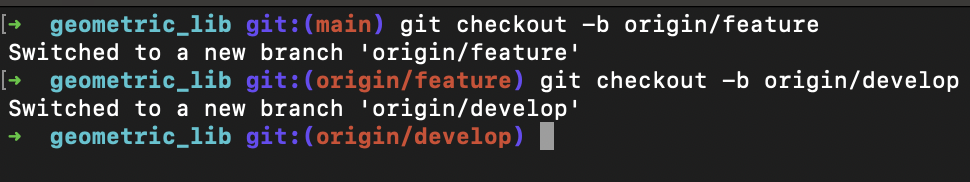 [➜  geometric_lib git:(main) git checkout -b origin/feature
Switched to a new branch 'origin/feature'
[➜  geometric_lib git:(origin/feature) git checkout -b origin/develop
Switched to a new branch 'origin/develop'
➜  geometric_lib git:(origin/develop)